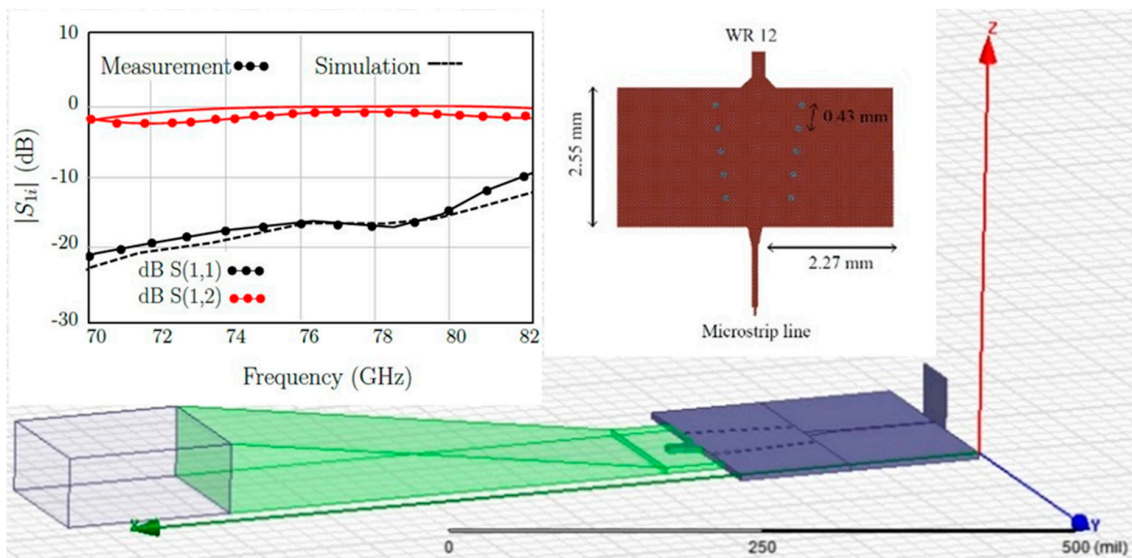 10
Measurement
Simulation
0
-10
-20
-30
|S1i| (dB)
dB S(1,1)
dB S(1,2)
70 72 74 76 78 80 82
Frequency (GHz)
WR 12
0.43 mm
2.55 mm
2.27 mm
Microstrip line
Z
Y
0 250 500 (mil)